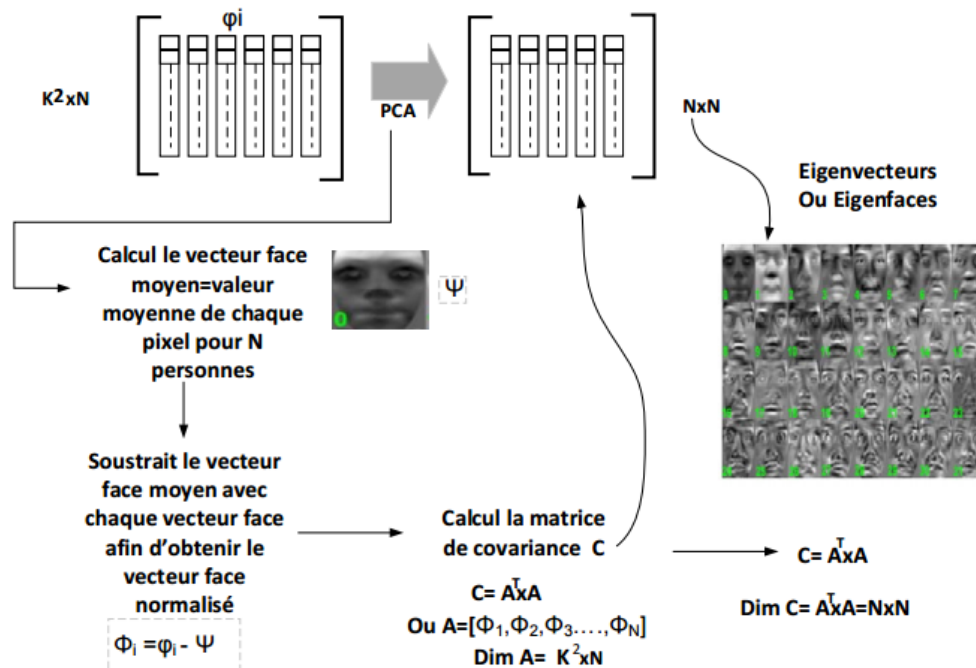 φi
K²xN
PCA
NxN
Eigenvecteurs
Ou Eigenfaces
Calcul le vecteur face
moyen=valeur
moyenne de chaque
pixel pour N
personnes
0
Ψ
Soustrait le vecteur
face moyen avec
chaque vecteur face
afin d'obtenir le
vecteur face
normalisé
Φi =φi - Ψ
Calcul la matrice
de covariance C
C= AᵀxA
Ou A=[Φ1,Φ2,Φ3....,ΦN]
Dim A= K²xN
C= AᵀxA
Dim C= AᵀxA=NxN